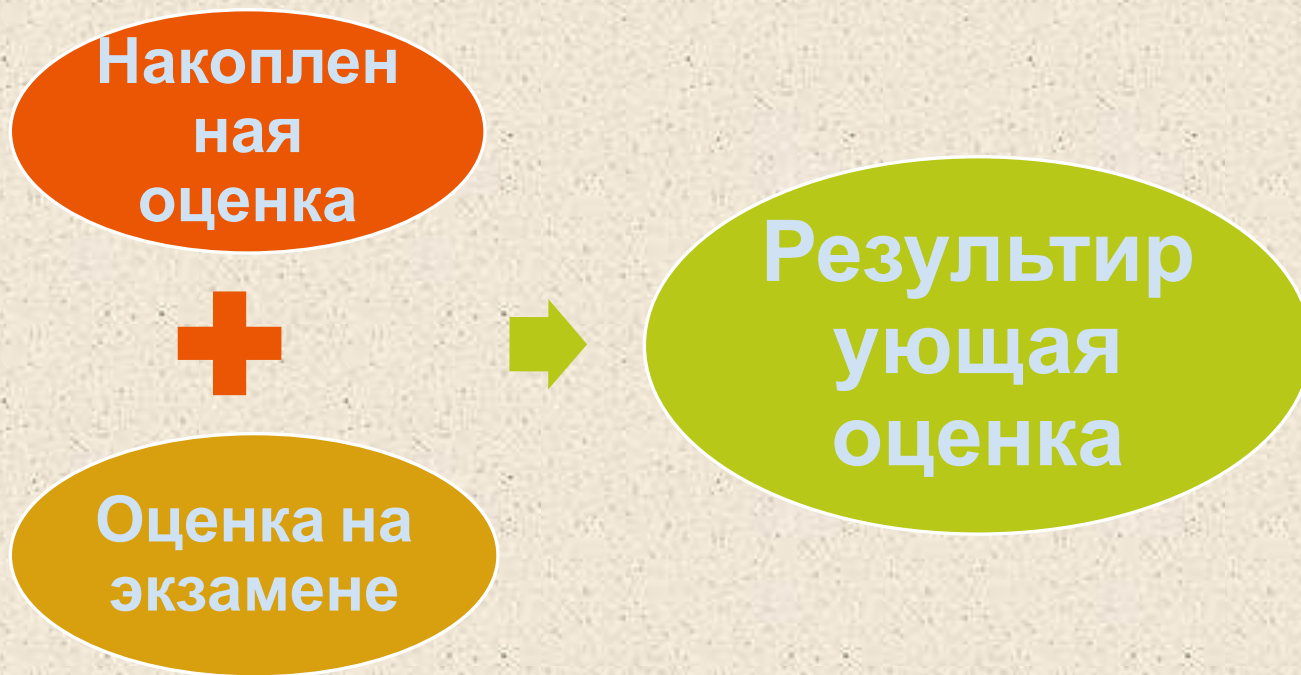 Накоплен
ная
оценка
Оценка на
экзамене
Результир
ующая
оценка